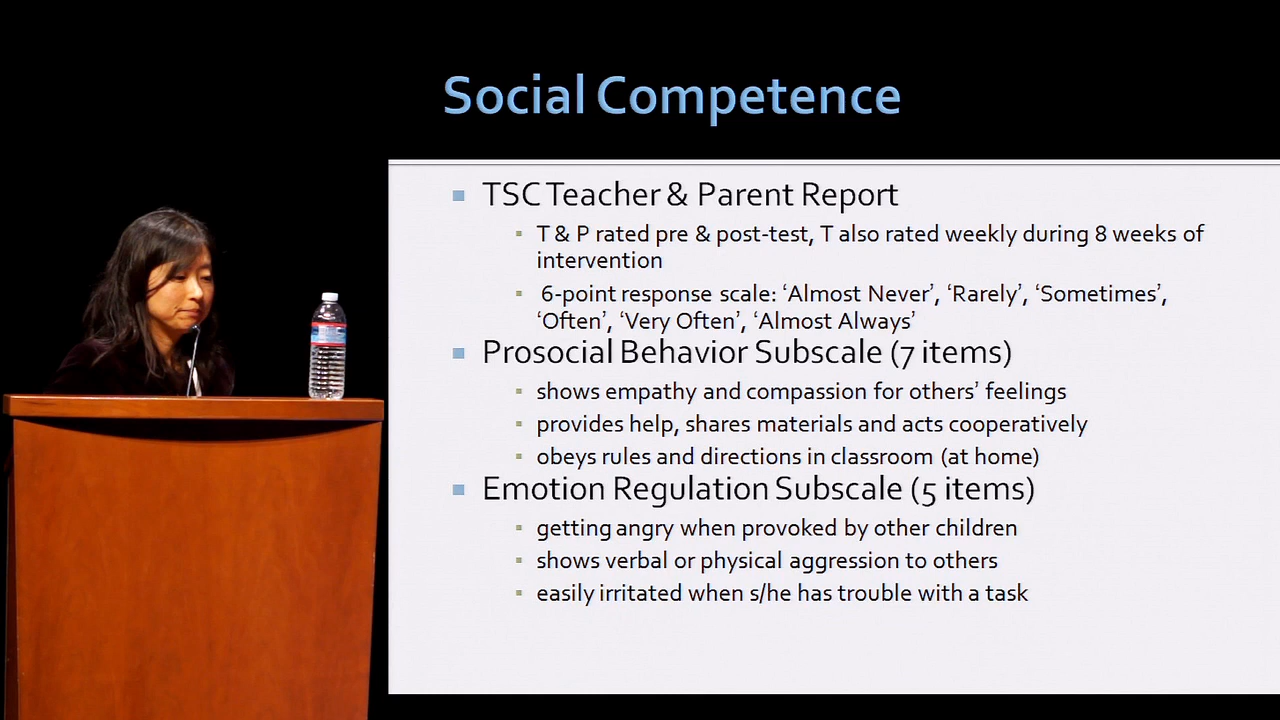 Social Competence
TSC Teacher & Parent Report
T & P rated pre & post-test, T also rated weekly during 8 weeks of
intervention
6-point response scale: ‘Almost Never’, ‘Rarely’, ‘Sometimes’,
‘Often’, ‘Very Often’, ‘Almost Always’
Prosocial Behavior Subscale (7 items)
shows empathy and compassion for others’ feelings
provides help, shares materials and acts cooperatively
obeys rules and directions in classroom (at home)
Emotion Regulation Subscale (5 items)
getting angry when provoked by other children
shows verbal or physical aggression to others
easily irritated when s/he has trouble with a task